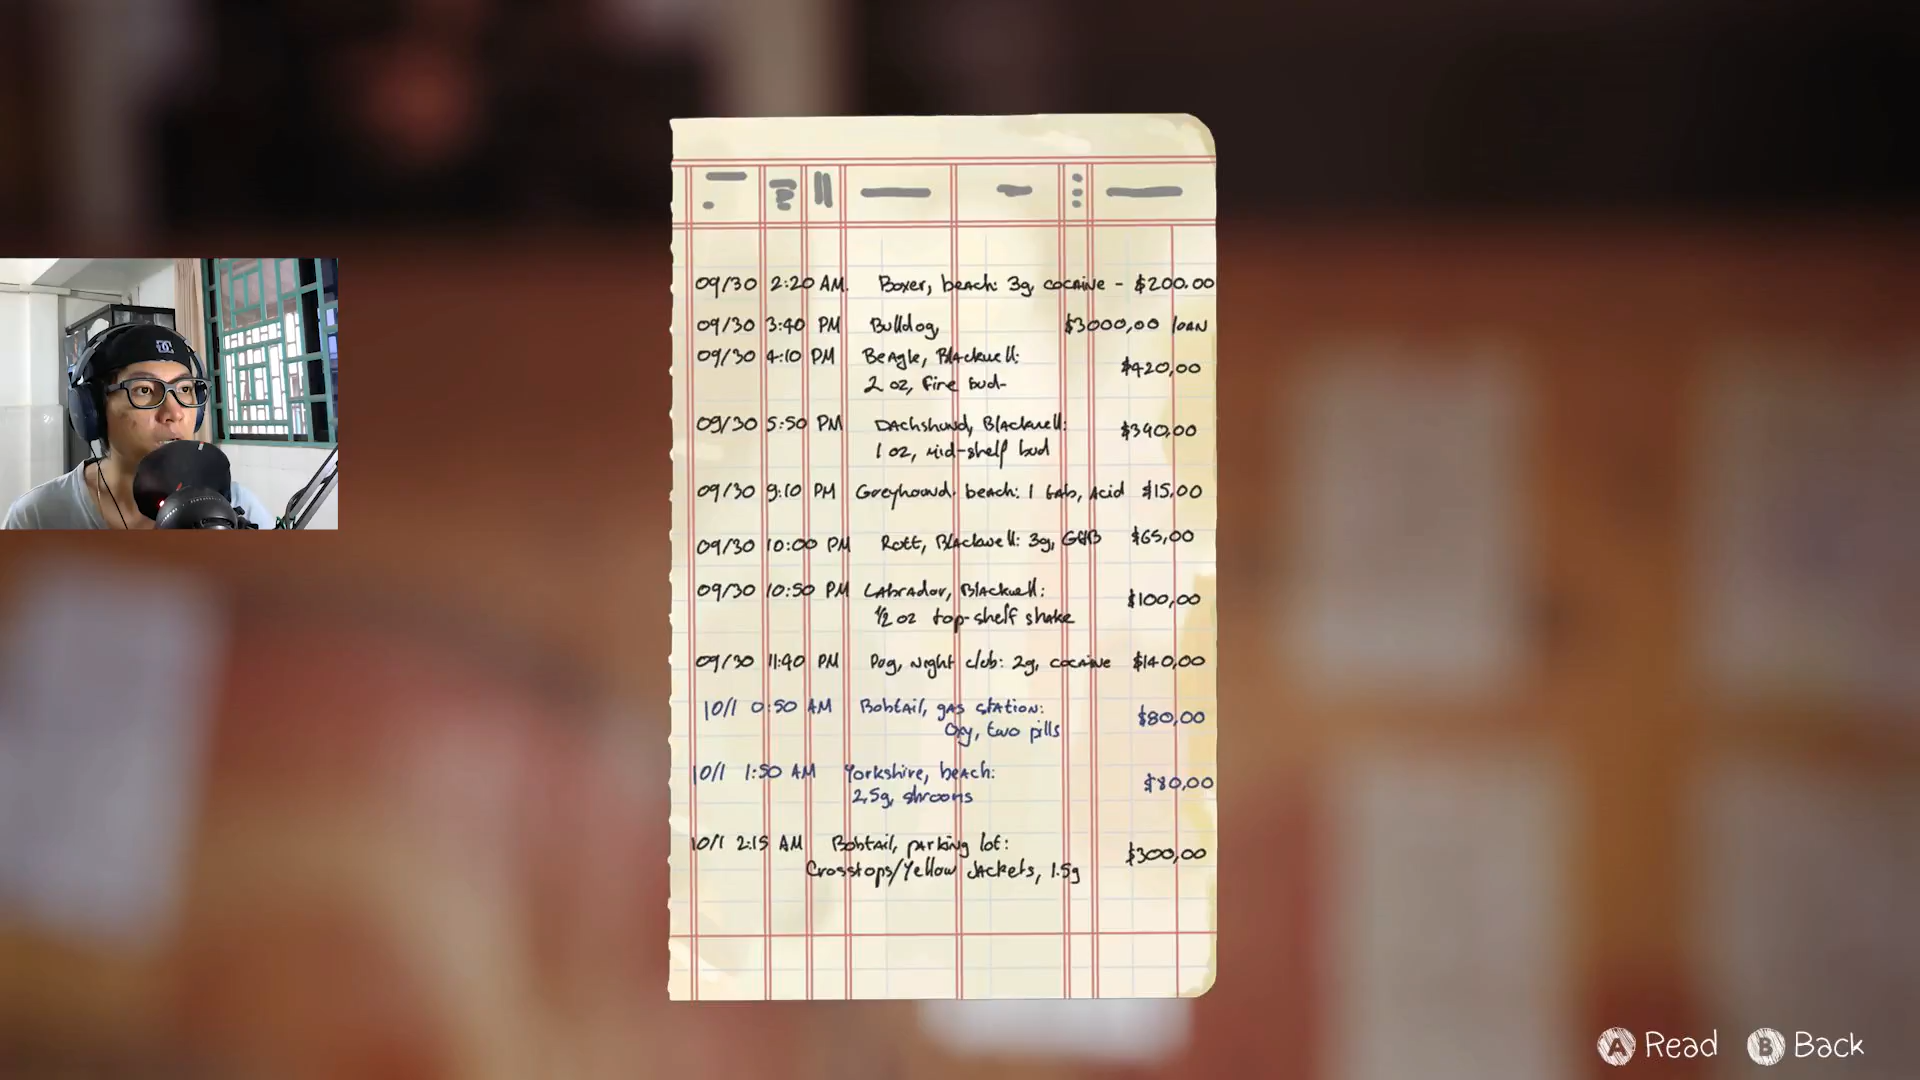 09/30 2:20 AM. Boxer, beach: 3g, cocaine - $200.00
09/30 3:40 PM Bulldog, $3000,00 loan
09/30 4:10 PM Beagle, Blackwell:
2 oz, fire bud- $420,00
09/30 5:50 PM Dachshund, Blackwell: $340,00
1 oz, mid-shelf bud
09/30 9:10 PM Greyhound, beach: 1 tab, acid $15,00
09/30 10:00 PM Rott, Blackwell: 3g, GHB $65,00
09/30 10:50 PM Labrador, Blackwell: $100,00
1/2 oz top-shelf shake
09/30 11:40 PM Pug, night club: 2g, cocaine $140,00
10/1 0:50 AM Bobtail, gas station: $80,00
Oxy, two pills
10/1 1:50 AM Yorkshire, beach: $80,00
2,5g, shrooms
10/1 2:15 AM Bobtail, parking lot: $300,00
Crosstops/Yellow Jackets, 1.5g
A Read B Back